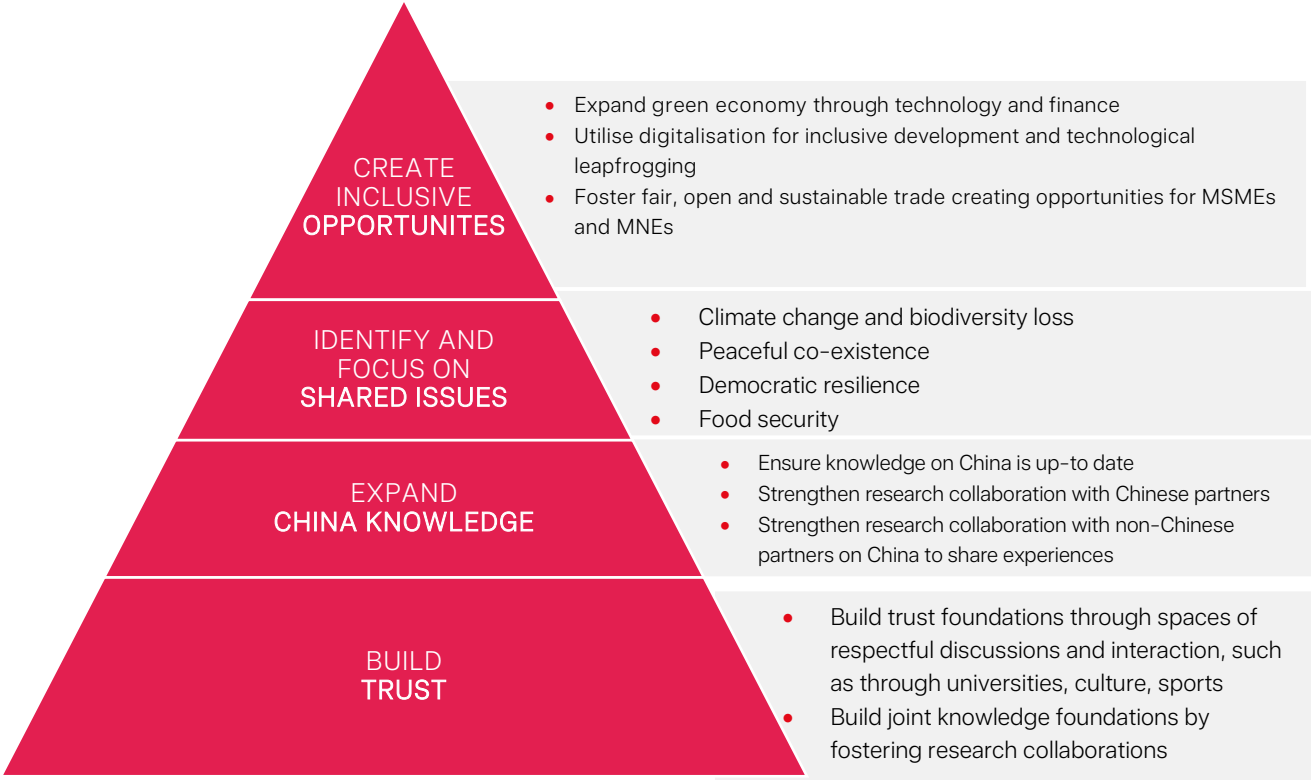 CREATE
INCLUSIVE
OPPORTUNITES
• Expand green economy through technology and finance
• Utilise digitalisation for inclusive development and technological
leapfrogging
• Foster fair, open and sustainable trade creating opportunities for MSMEs
and MNEs
IDENTIFY AND
FOCUS ON
SHARED ISSUES
• Climate change and biodiversity loss
• Peaceful co-existence
• Democratic resilience
• Food security
EXPAND
CHINA KNOWLEDGE
• Ensure knowledge on China is up-to date
• Strengthen research collaboration with Chinese partners
• Strengthen research collaboration with non-Chinese
partners on China to share experiences
BUILD
TRUST
• Build trust foundations through spaces of
respectful discussions and interaction, such
as through universities, culture, sports
• Build joint knowledge foundations by
fostering research collaborations